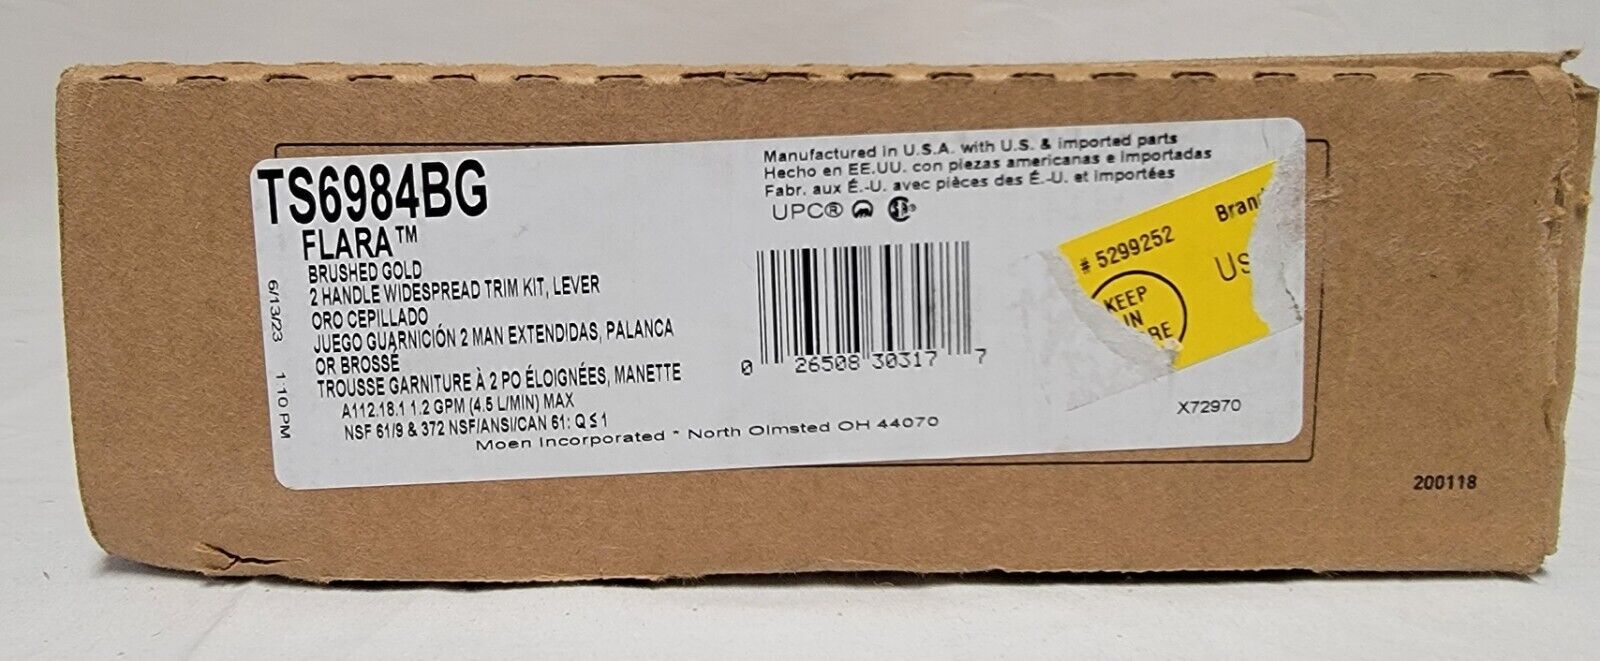 TS6984BG
FLARA™
BRUSHED GOLD
2 HANDLE WIDESPREAD TRIM KIT, LEVER
ORO CEPILLADO
JUEGO GUARNICIÓN 2 MAN EXTENDIDAS, PALANCA
OR BROSSÉ
TROUSSE GARNITURE À 2 PO ÉLOIGNÉES, MANETTE
A112.18.1 1.2 GPM (4.5 L/MIN) MAX
NSF 61/9 & 372 NSF/ANSI/CAN 61: Q ≤ 1
Moen Incorporated * North Olmsted OH 44070
6/13/23 1:10 PM
Manufactured in U.S.A. with U.S. & imported parts
Hecho en EE.UU. con piezas americanas e importadas
Fabr. aux É.-U. avec pièces des É.-U. et importées
UPC®
0 26508 30317 7
# 5299252
KEEP
IN
X72970
200118